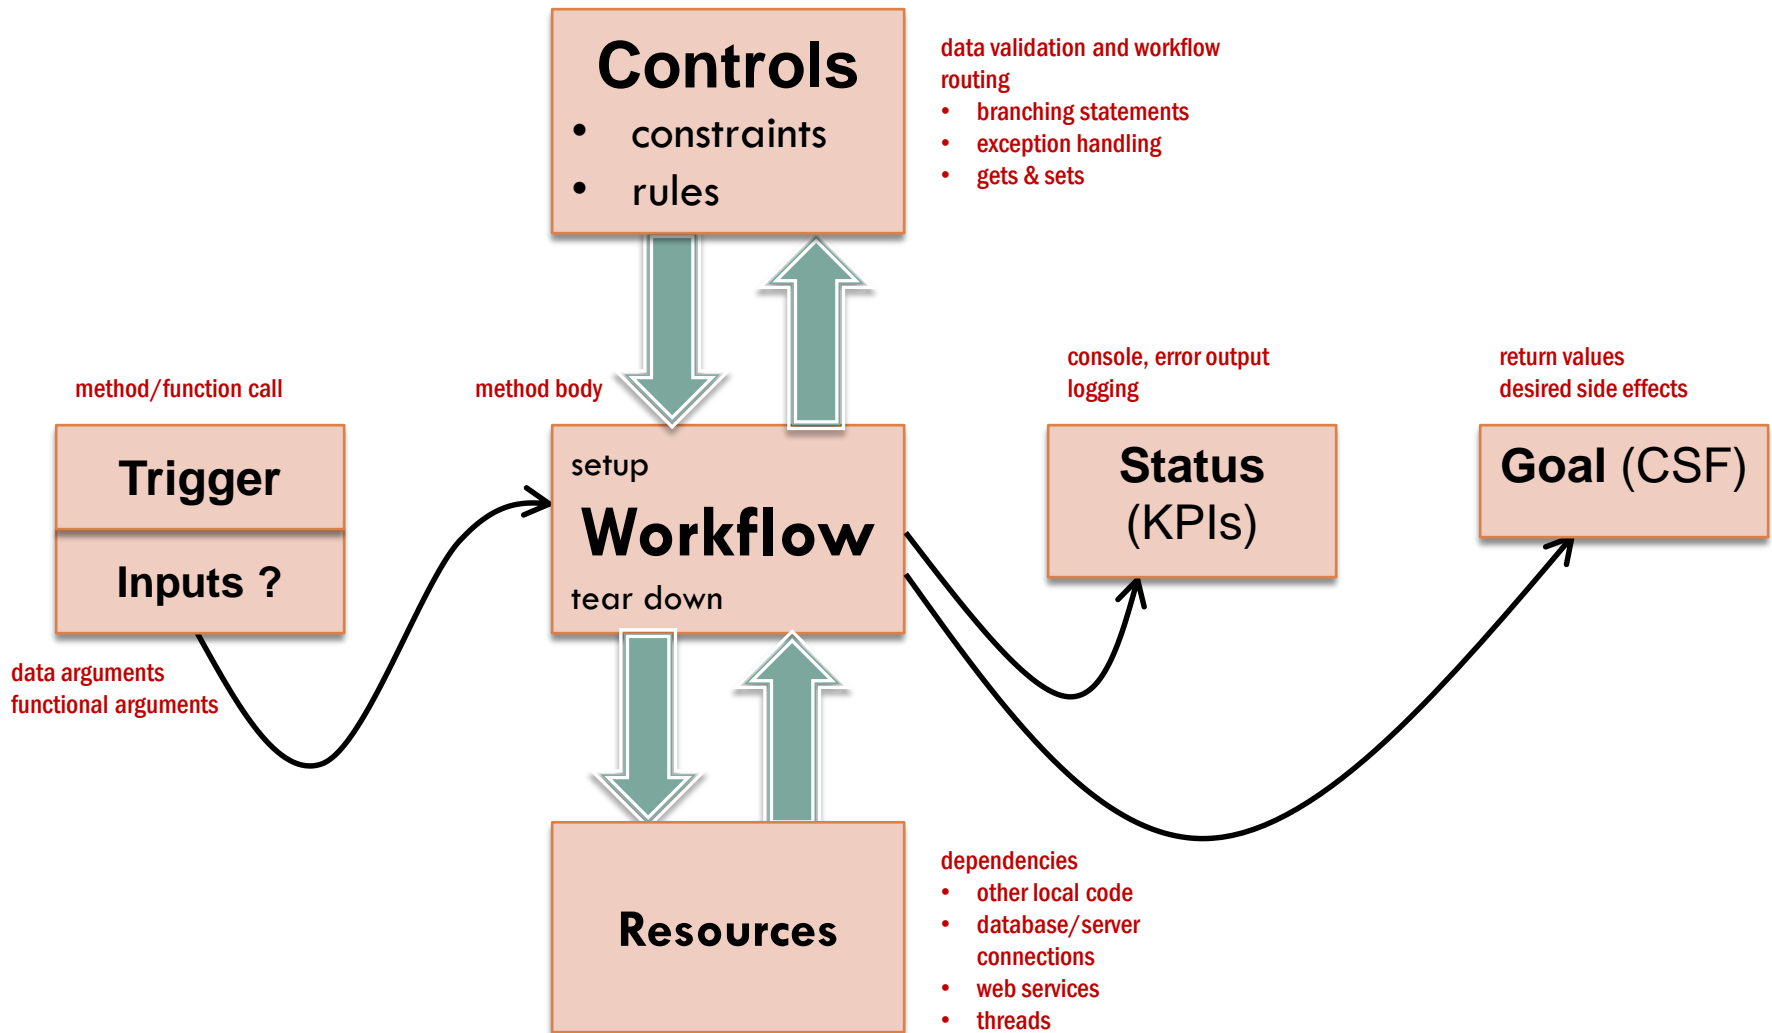 Controls
• constraints
• rules
data validation and workflow
routing
• branching statements
• exception handling
• gets & sets
method/function call
Trigger
Inputs ?
data arguments
functional arguments
method body
setup
Workflow
tear down
console, error output
logging
Status
(KPIs)
return values
desired side effects
Goal (CSF)
Resources
dependencies
• other local code
• database/server
connections
• web services
• threads